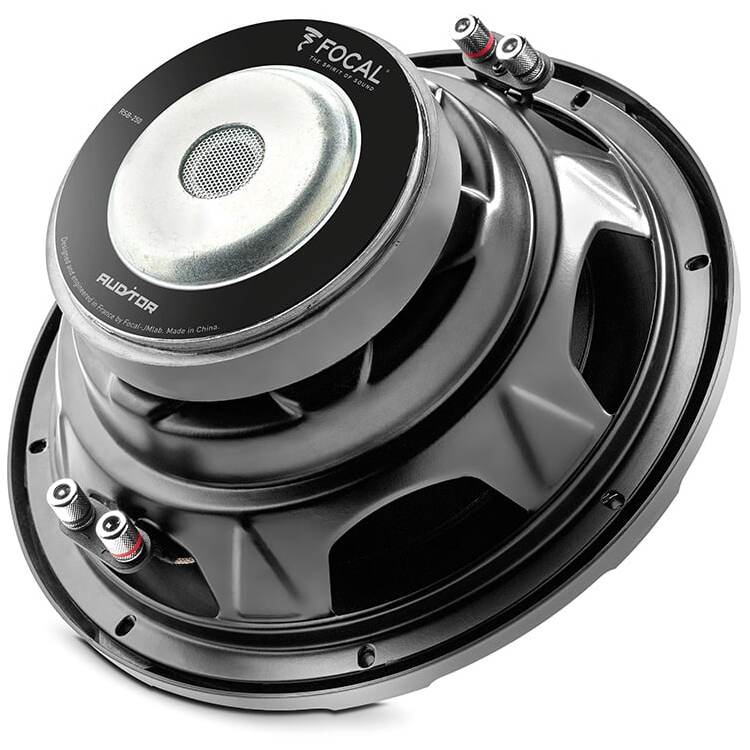 FOCAL®
THE SPIRIT OF SOUND
RSB-250
AUDITOR
Designed and engineered in France by Focal-JMlab. Made in China.